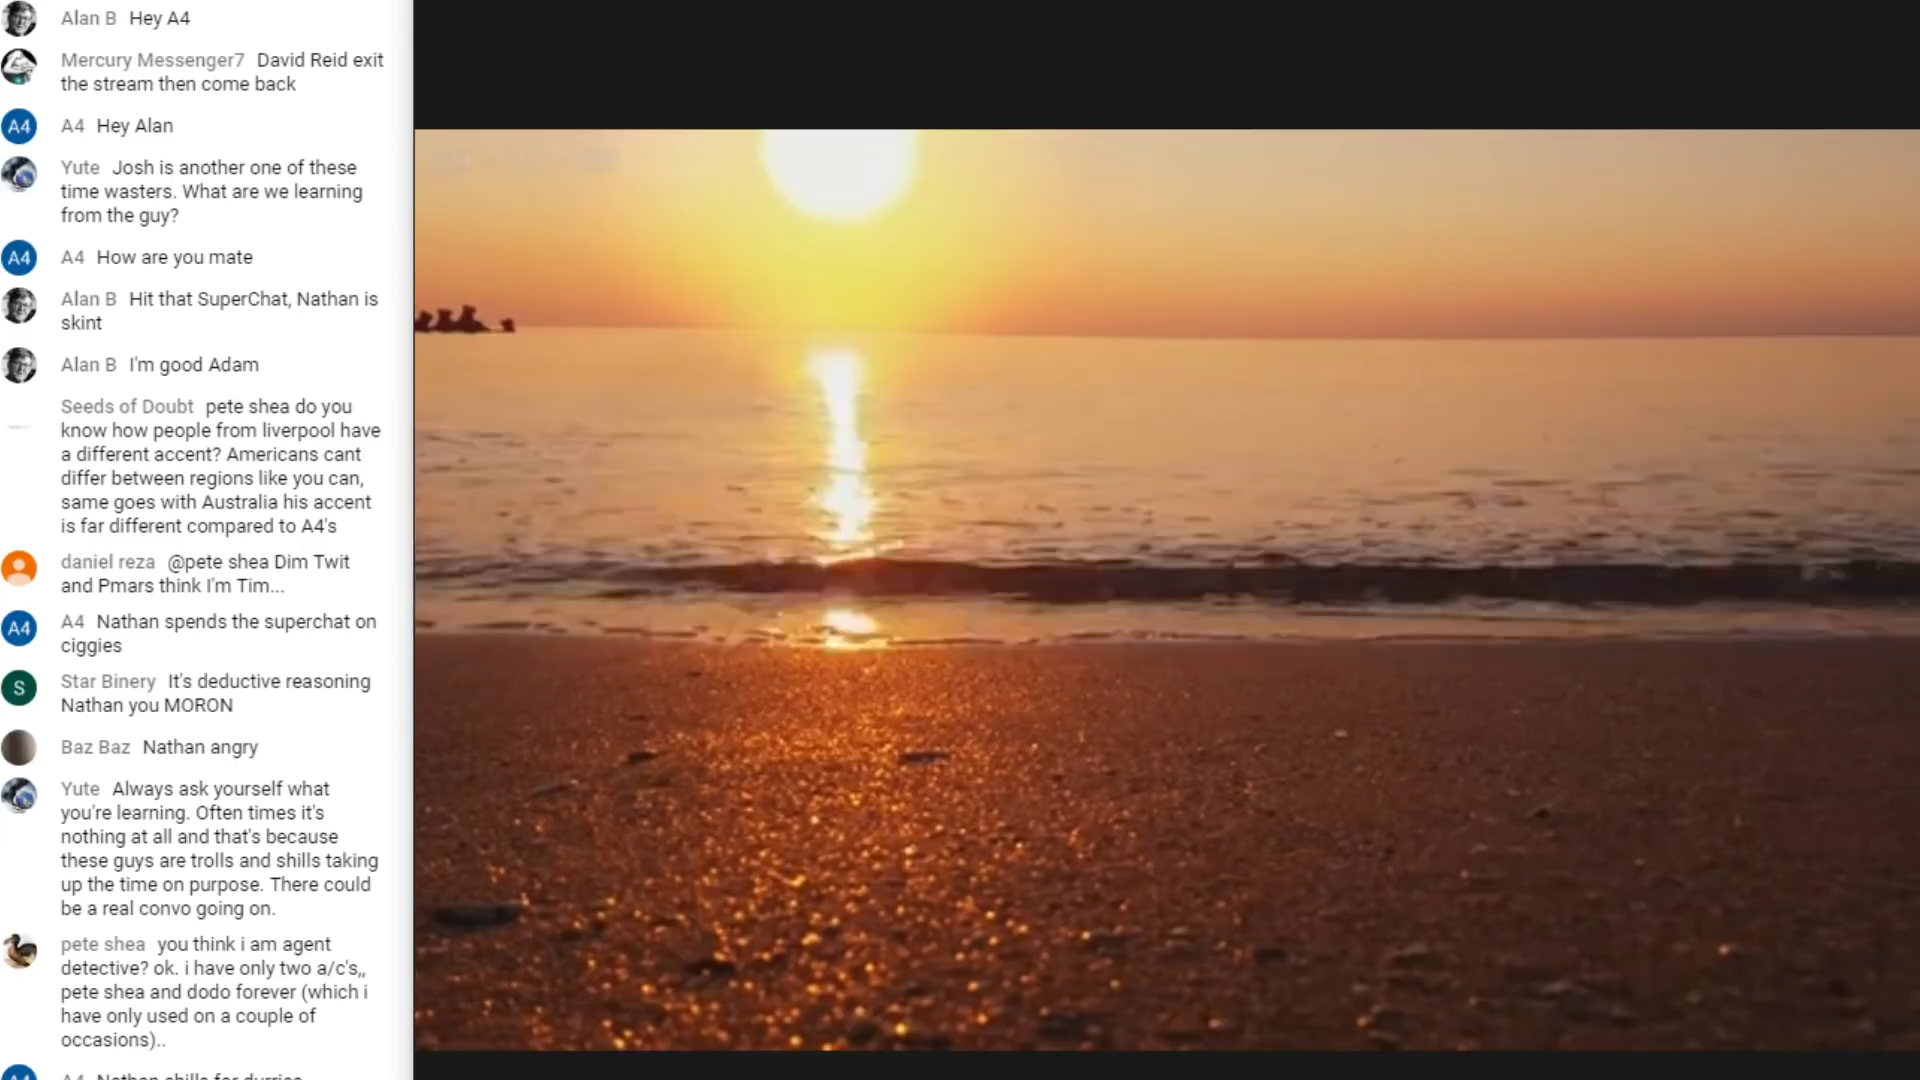 Alan B Hey A4
Mercury Messenger7 David Reid exit
the stream then come back
A4 A4 Hey Alan
Yute Josh is another one of these
time wasters. What are we learning
from the guy?
A4 A4 How are you mate
Alan B Hit that SuperChat, Nathan is
skint
Alan B I'm good Adam
Seeds of Doubt pete shea do you
know how people from liverpool have
a different accent? Americans cant
differ between regions like you can,
same goes with Australia his accent
is far different compared to A4's
daniel reza @pete shea Dim Twit
and Pmars think I'm Tim...
A4 A4 Nathan spends the superchat on
ciggies
S Star Binery It's deductive reasoning
Nathan you MORON
Baz Baz Nathan angry
Yute Always ask yourself what
you're learning. Often times it's
nothing at all and that's because
these guys are trolls and shills taking
up the time on purpose. There could
be a real convo going on.
pete shea you think i am agent
detective? ok. i have only two a/c's,,
pete shea and dodo forever (which i
have only used on a couple of
occasions)..
A4 A4 Nathan shills for durries